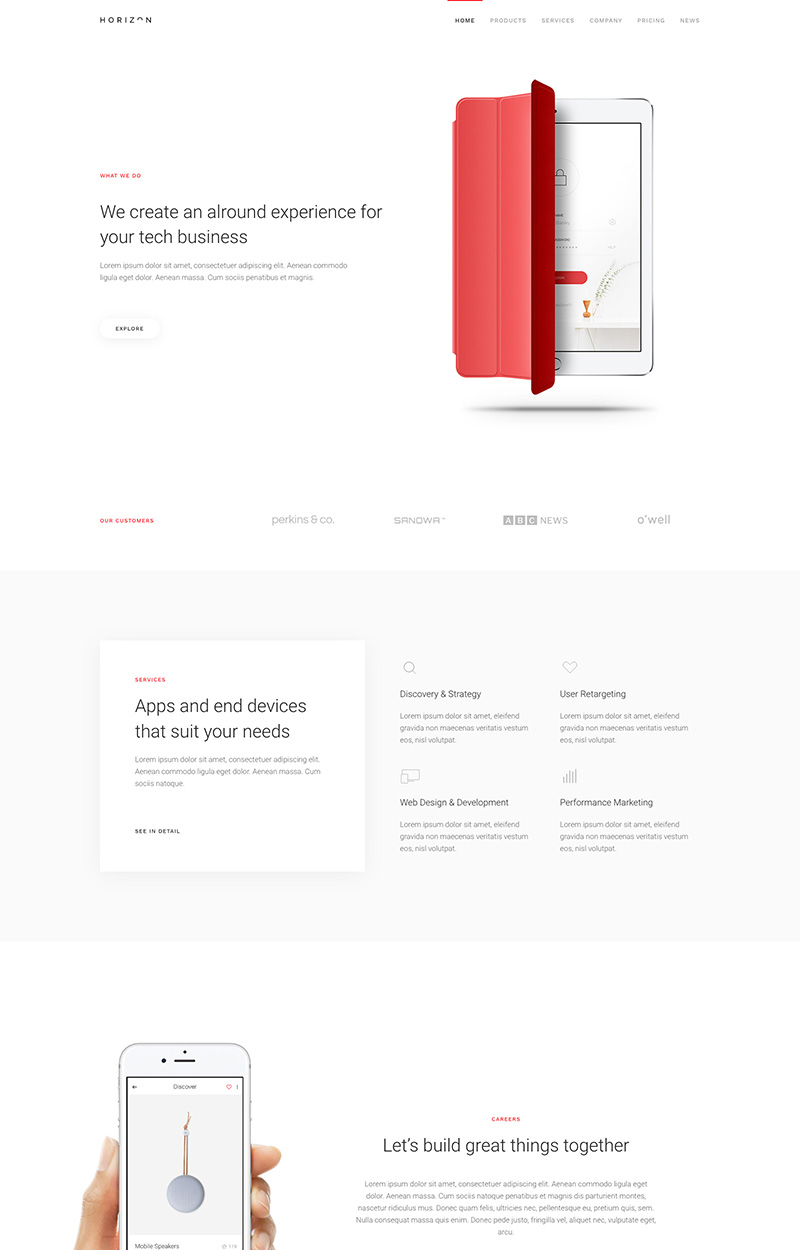 HORIZON
HOME PRODUCTS SERVICES COMPANY PRICING NEWS
WHAT WE DO
We create an alround experience for
your tech business
Lorem ipsum dolor sit amet, consectetuer adipiscing elit. Aenean commodo
ligula eget dolor. Aenean massa. Cum sociis penatibus et magnis.
EXPLORE
OUR CUSTOMERS
perkins & co.
SANOWA™
ABC NEWS
o'well
SERVICES
Apps and end devices
that suit your needs
Lorem ipsum dolor sit amet, consectetuer adipiscing elit.
Aenean commodo ligula eget dolor. Aenean massa. Cum
sociis natoque.
SEE IN DETAIL
Discovery & Strategy
Lorem ipsum dolor sit amet, eleifend
gravida non maecenas veritatis vestum
eos, nisl volutpat.
User Retargeting
Lorem ipsum dolor sit amet, eleifend
gravida non maecenas veritatis vestum
eos, nisl volutpat.
Web Design & Development
Lorem ipsum dolor sit amet, eleifend
gravida non maecenas veritatis vestum
eos, nisl volutpat.
Performance Marketing
Lorem ipsum dolor sit amet, eleifend
gravida non maecenas veritatis vestum
eos, nisl volutpat.
Discover
Mobile Speakers
CAREERS
Let's build great things together
Lorem ipsum dolor sit amet, consectetuer adipiscing elit. Aenean commodo ligula eget
dolor. Aenean massa. Cum sociis natoque penatibus et magnis dis parturient montes,
nascetur ridiculus mus. Donec quam felis, ultricies nec, pellentesque eu, pretium quis, sem.
Nulla consequat massa quis enim. Donec pede justo, fringilla vel, aliquet nec, vulputate eget,
arcu.